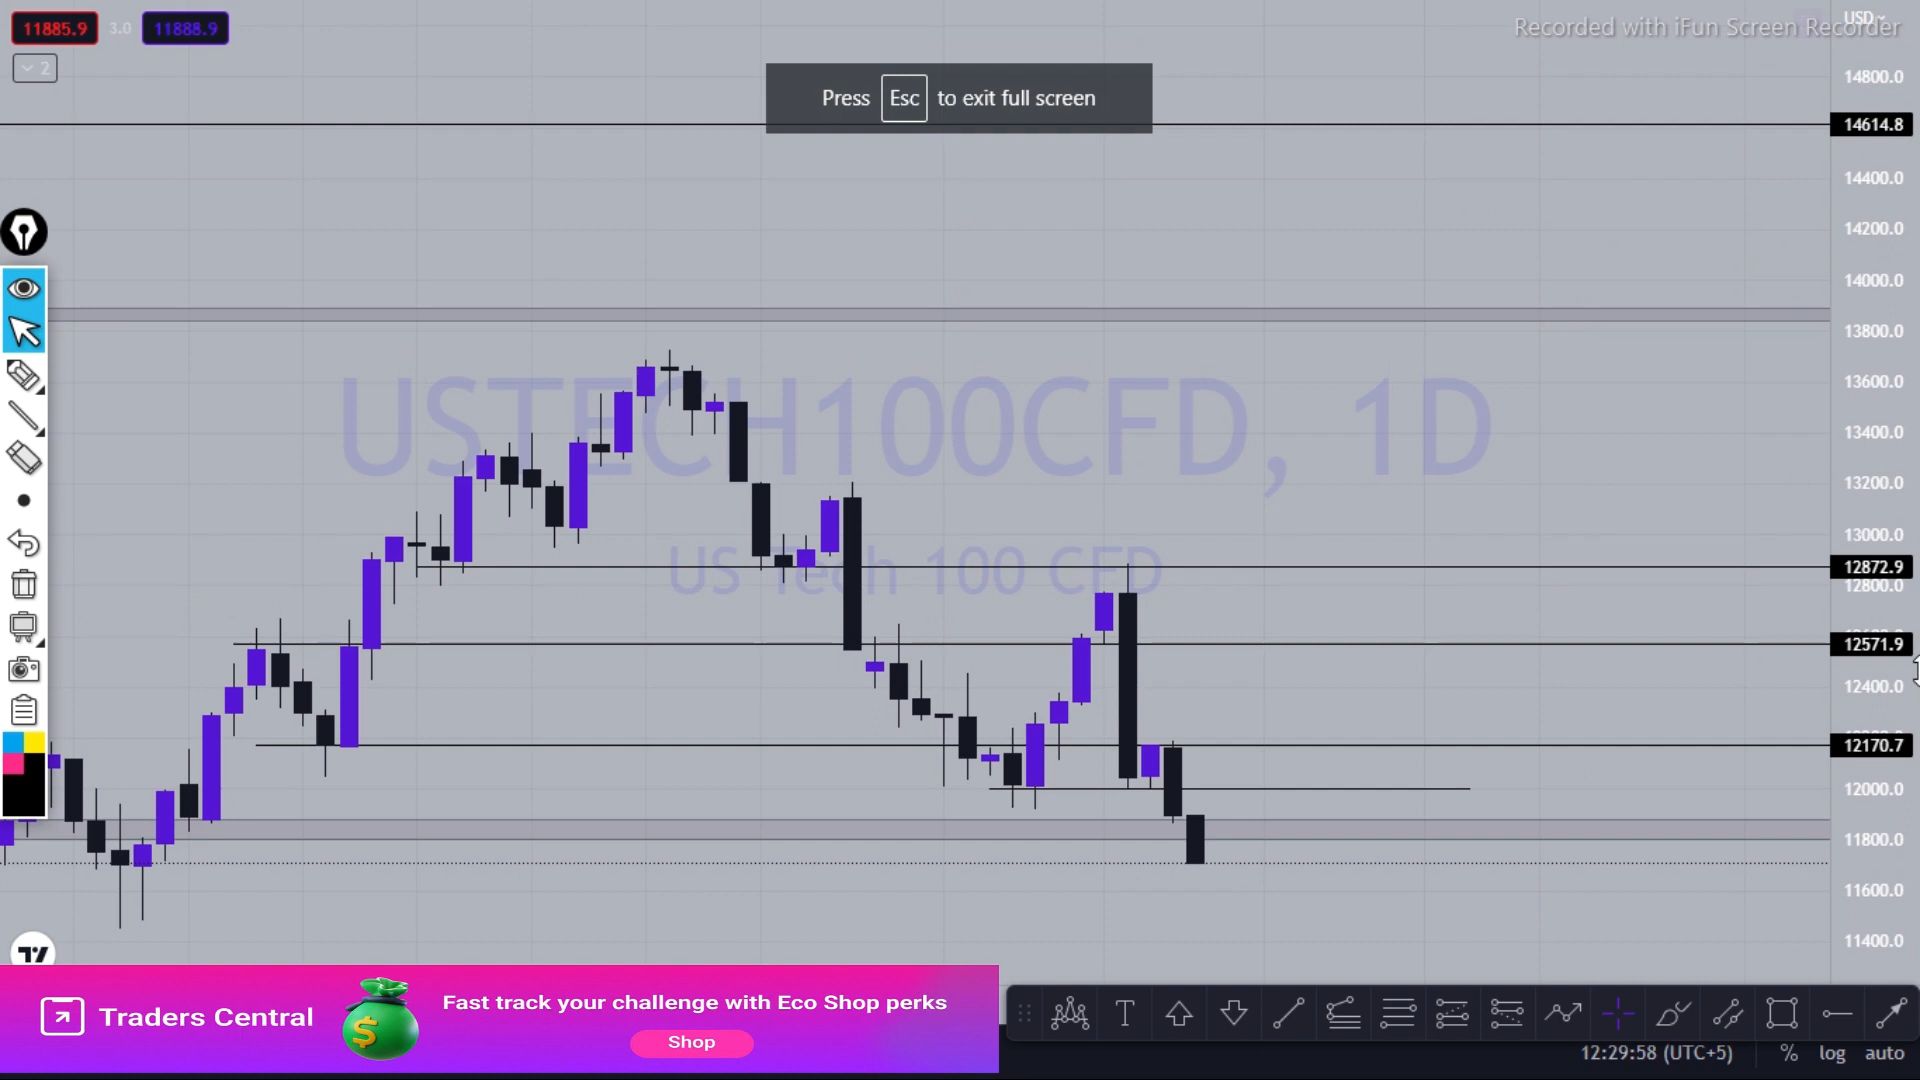 11885.9 3.0 11888.9
2
USD
Recorded with iFun Screen Recorder
Press Esc to exit full screen
14800.0
14614.8
14400.0
14200.0
14000.0
13800.0
13600.0
13400.0
13200.0
13000.0
12872.9
12800.0
12571.9
12400.0
12170.7
12000.0
11800.0
11600.0
11400.0
USTECH100CFD, 1D
US Tech 100 CFD
Traders Central
Fast track your challenge with Eco Shop perks
Shop
12:29:58 (UTC+5) % log auto